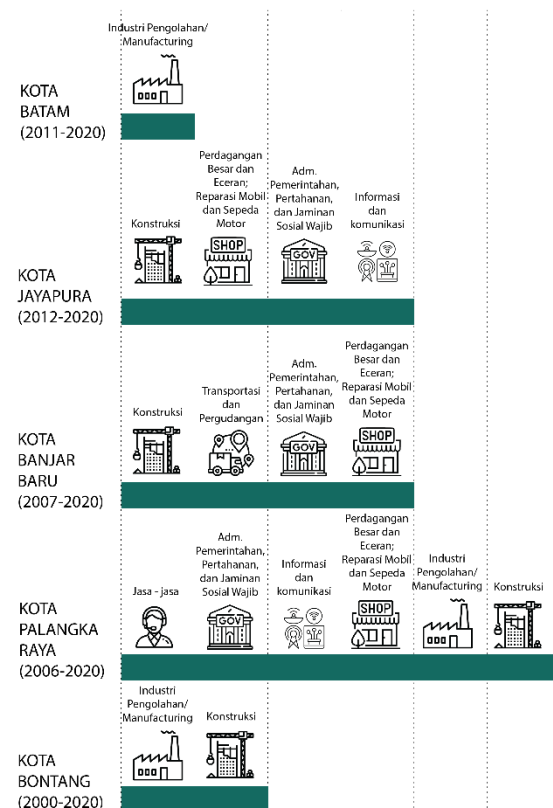 Industri Pengolahan/
Manufacturing
KOTA
BATAM
(2011-2020)
Konstruksi
Perdagangan
Besar dan
Eceran;
Reparasi Mobil
dan Sepeda
Motor
Adm.
Pemerintahan,
Pertahanan,
dan Jaminan
Sosial Wajib
Informasi
dan
komunikasi
SHOP
GOV
KOTA
JAYAPURA
(2012-2020)
Konstruksi
Transportasi
dan
Pergudangan
Adm.
Pemerintahan,
Pertahanan,
dan Jaminan
Sosial Wajib
Perdagangan
Besar dan
Eceran;
Reparasi Mobil
dan Sepeda
Motor
GOV
SHOP
KOTA
BANJAR
BARU
(2007-2020)
Jasa - jasa
Adm.
Pemerintahan,
Pertahanan,
dan Jaminan
Sosial Wajib
Informasi
dan
komunikasi
Perdagangan
Besar dan
Eceran;
Reparasi Mobil
dan Sepeda
Motor
Industri
Pengolahan/
Manufacturing
Konstruksi
GOV
SHOP
KOTA
PALANGKA
RAYA
(2006-2020)
Industri
Pengolahan/
Manufacturing
Konstruksi
KOTA
BONTANG
(2000-2020)